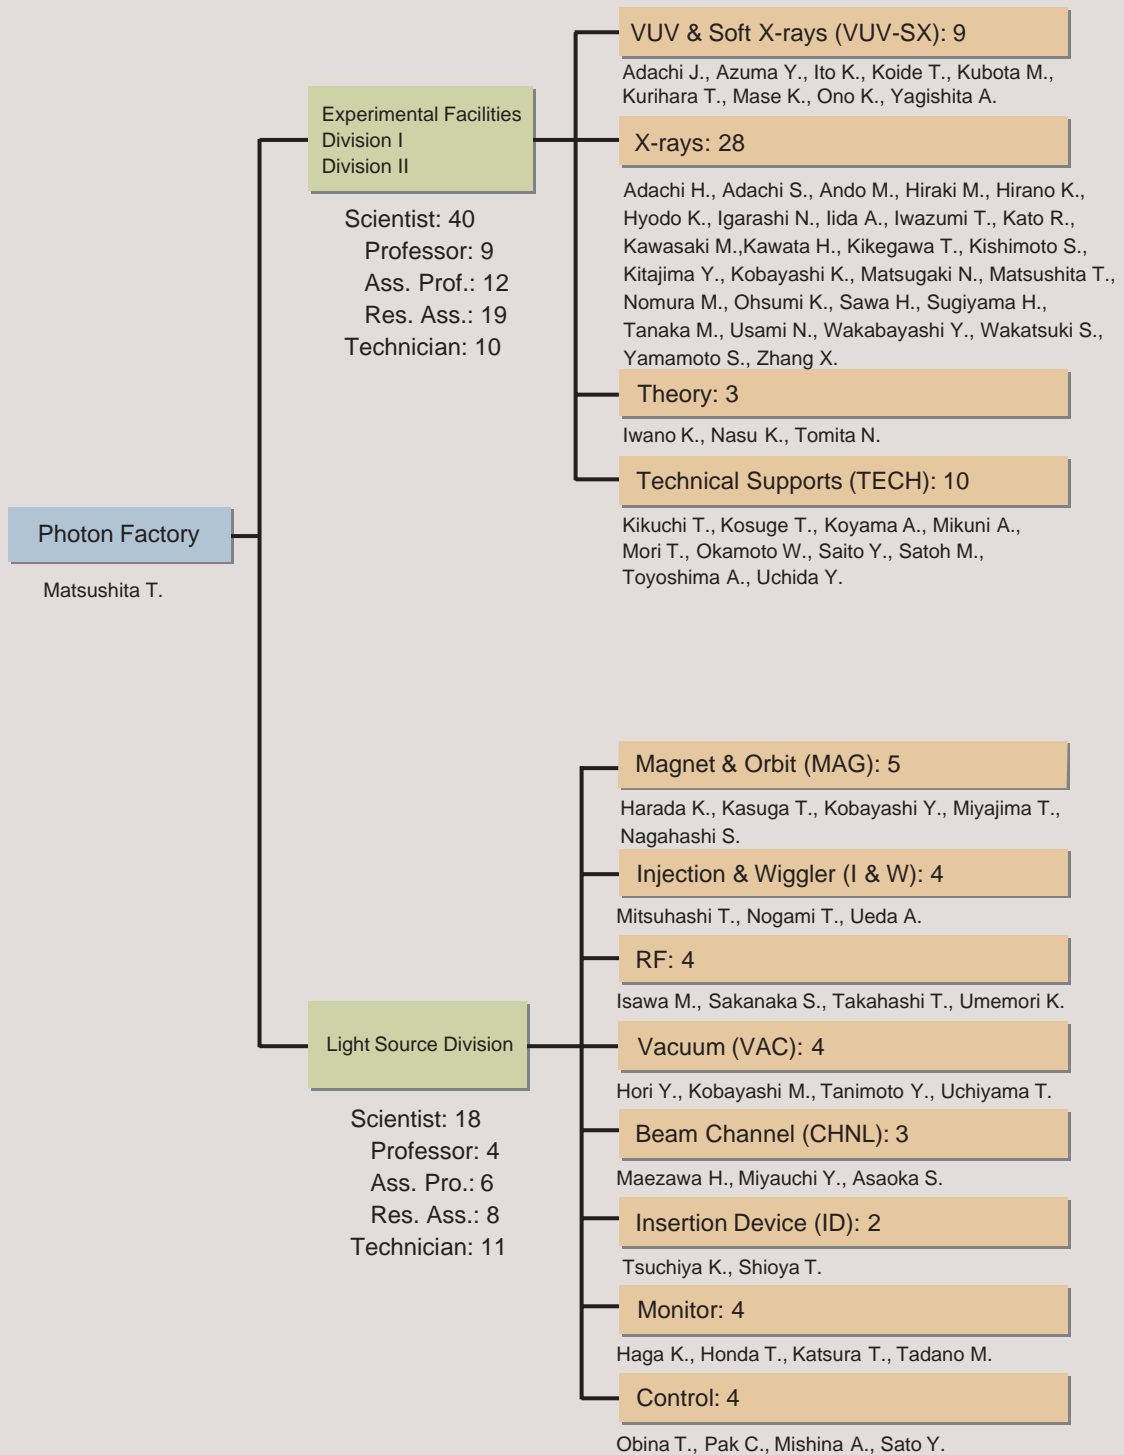 Photon Factory
Matsushita T.
Experimental Facilities
Division I
Division II
Scientist: 40
Professor: 9
Ass. Prof.: 12
Res. Ass.: 19
Technician: 10
VUV & Soft X-rays (VUV-SX): 9
Adachi J., Azuma Y., Ito K., Koide T., Kubota M.,
Kurihara T., Mase K., Ono K., Yagishita A.
X-rays: 28
Adachi H., Adachi S., Ando M., Hiraki M., Hirano K.,
Hyodo K., Igarashi N., Iida A., Iwazumi T., Kato R.,
Kawasaki M.,Kawata H., Kikegawa T., Kishimoto S.,
Kitajima Y., Kobayashi K., Matsugaki N., Matsushita T.,
Nomura M., Ohsumi K., Sawa H., Sugiyama H.,
Tanaka M., Usami N., Wakabayashi Y., Wakatsuki S.,
Yamamoto S., Zhang X.
Theory: 3
Iwano K., Nasu K., Tomita N.
Technical Supports (TECH): 10
Kikuchi T., Kosuge T., Koyama A., Mikuni A.,
Mori T., Okamoto W., Saito Y., Satoh M.,
Toyoshima A., Uchida Y.
Light Source Division
Scientist: 18
Professor: 4
Ass. Pro.: 6
Res. Ass.: 8
Technician: 11
Magnet & Orbit (MAG): 5
Harada K., Kasuga T., Kobayashi Y., Miyajima T.,
Nagahashi S.
Injection & Wiggler (I & W): 4
Mitsuhashi T., Nogami T., Ueda A.
RF: 4
Isawa M., Sakanaka S., Takahashi T., Umemori K.
Vacuum (VAC): 4
Hori Y., Kobayashi M., Tanimoto Y., Uchiyama T.
Beam Channel (CHNL): 3
Maezawa H., Miyauchi Y., Asaoka S.
Insertion Device (ID): 2
Tsuchiya K., Shioya T.
Monitor: 4
Haga K., Honda T., Katsura T., Tadano M.
Control: 4
Obina T., Pak C., Mishina A., Sato Y.